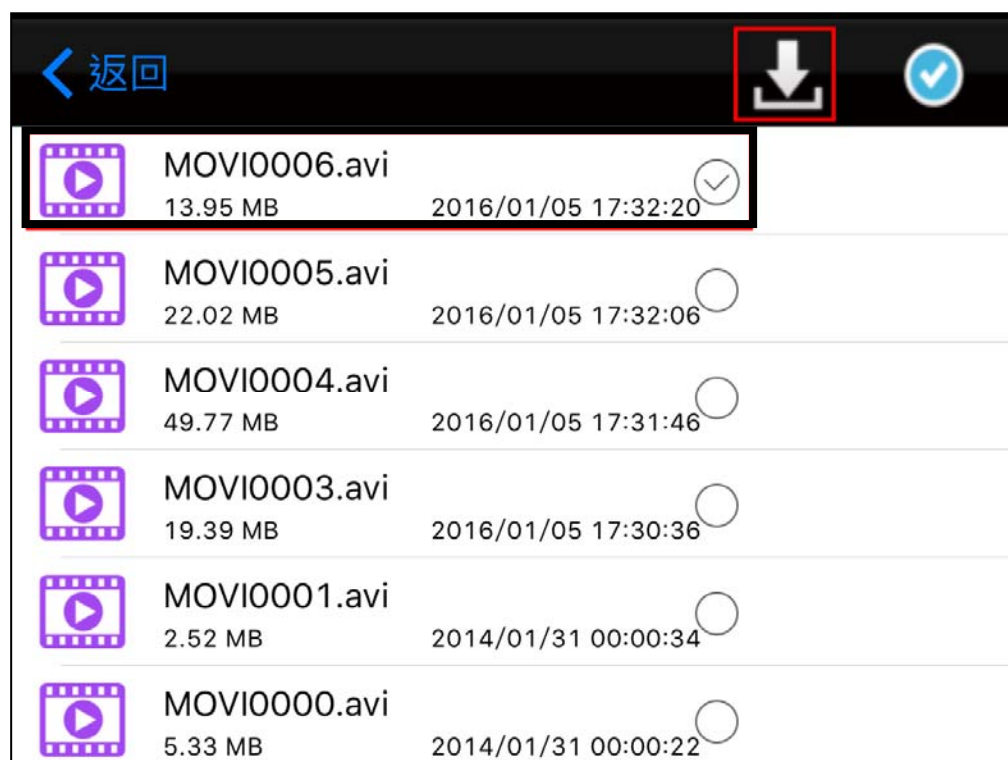 返回
MOVI0006.avi
13.95 MB 2016/01/05 17:32:20
MOVI0005.avi
22.02 MB 2016/01/05 17:32:06
MOVI0004.avi
49.77 MB 2016/01/05 17:31:46
MOVI0003.avi
19.39 MB 2016/01/05 17:30:36
MOVI0001.avi
2.52 MB 2014/01/31 00:00:34
MOVI0000.avi
5.33 MB 2014/01/31 00:00:22